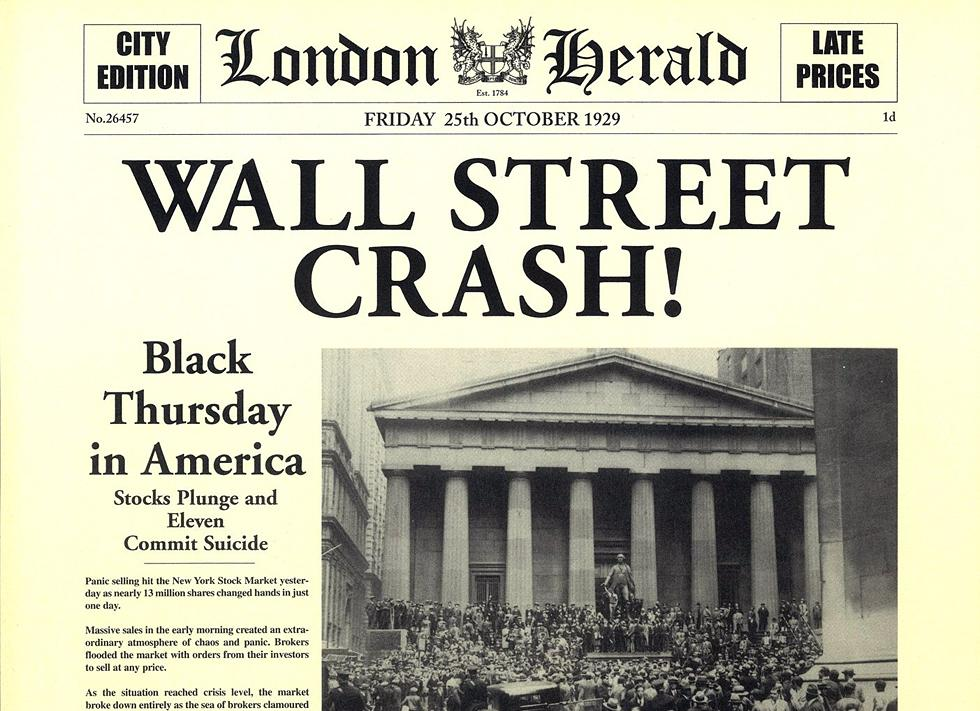 CITY
EDITION
London Herald
Est. 1784
LATE
PRICES
No.26457
FRIDAY 25th OCTOBER 1929
1d
WALL STREET
CRASH!
Black
Thursday
in America
Stocks Plunge and
Eleven
Commit Suicide
Panic selling hit the New York Stock Market yester-
day as nearly 13 million shares changed hands in just
one day.
Massive sales in the early morning created an extra-
ordinary atmosphere of chaos and panic. Brokers
flooded the market with orders from their investors
to sell at any price.
As the situation reached crisis level, the market
broke down entirely as the sea of brokers clamoured